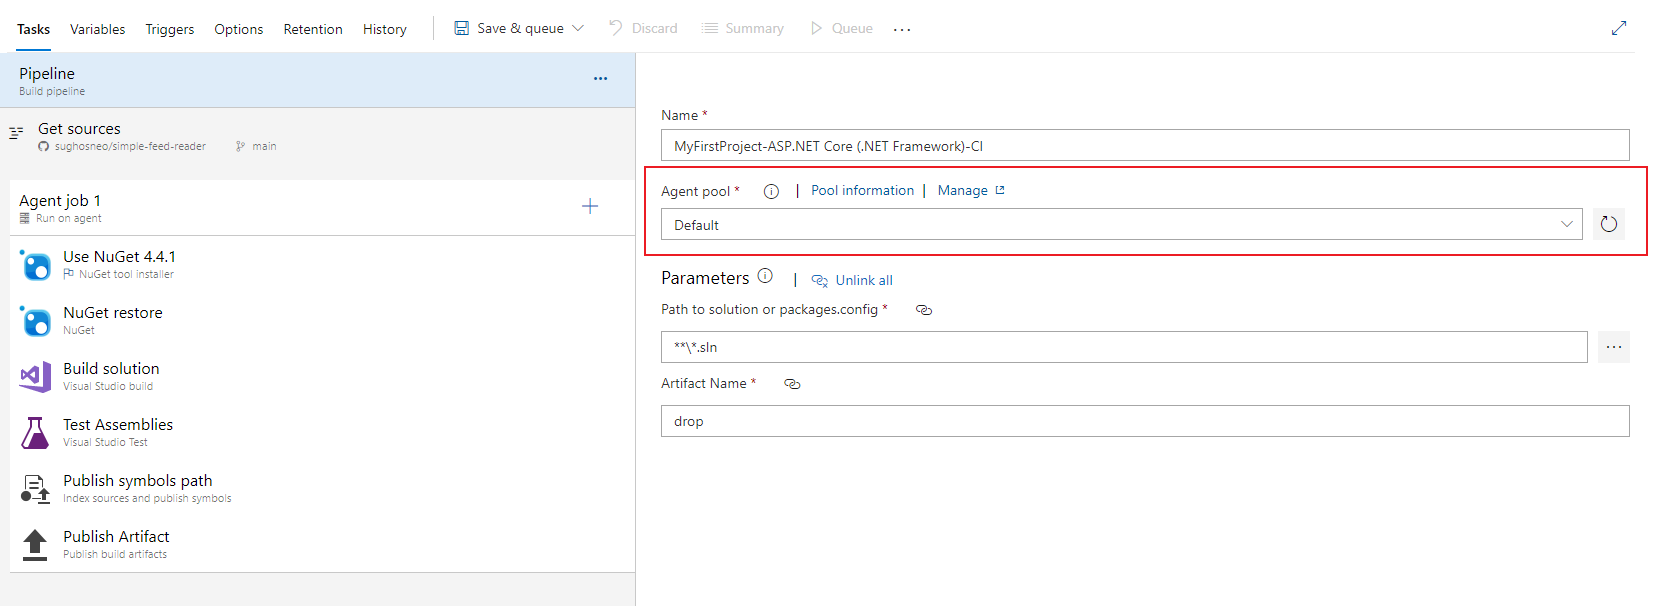 Tasks Variables Triggers Options Retention History Save & queue Discard Summary Queue ...
Pipeline
Build pipeline
...
Get sources
sughosneo/simple-feed-reader main
Agent job 1
Run on agent
Use NuGet 4.4.1
NuGet tool installer
NuGet restore
NuGet
Build solution
Visual Studio build
Test Assemblies
Visual Studio Test
Publish symbols path
Index sources and publish symbols
Publish Artifact
Publish build artifacts
Name *
MyFirstProject-ASP.NET Core (.NET Framework)-CI
Agent pool * | Pool information | Manage
Default
Parameters | Unlink all
Path to solution or packages.config *
**\*.sln
...
Artifact Name *
drop